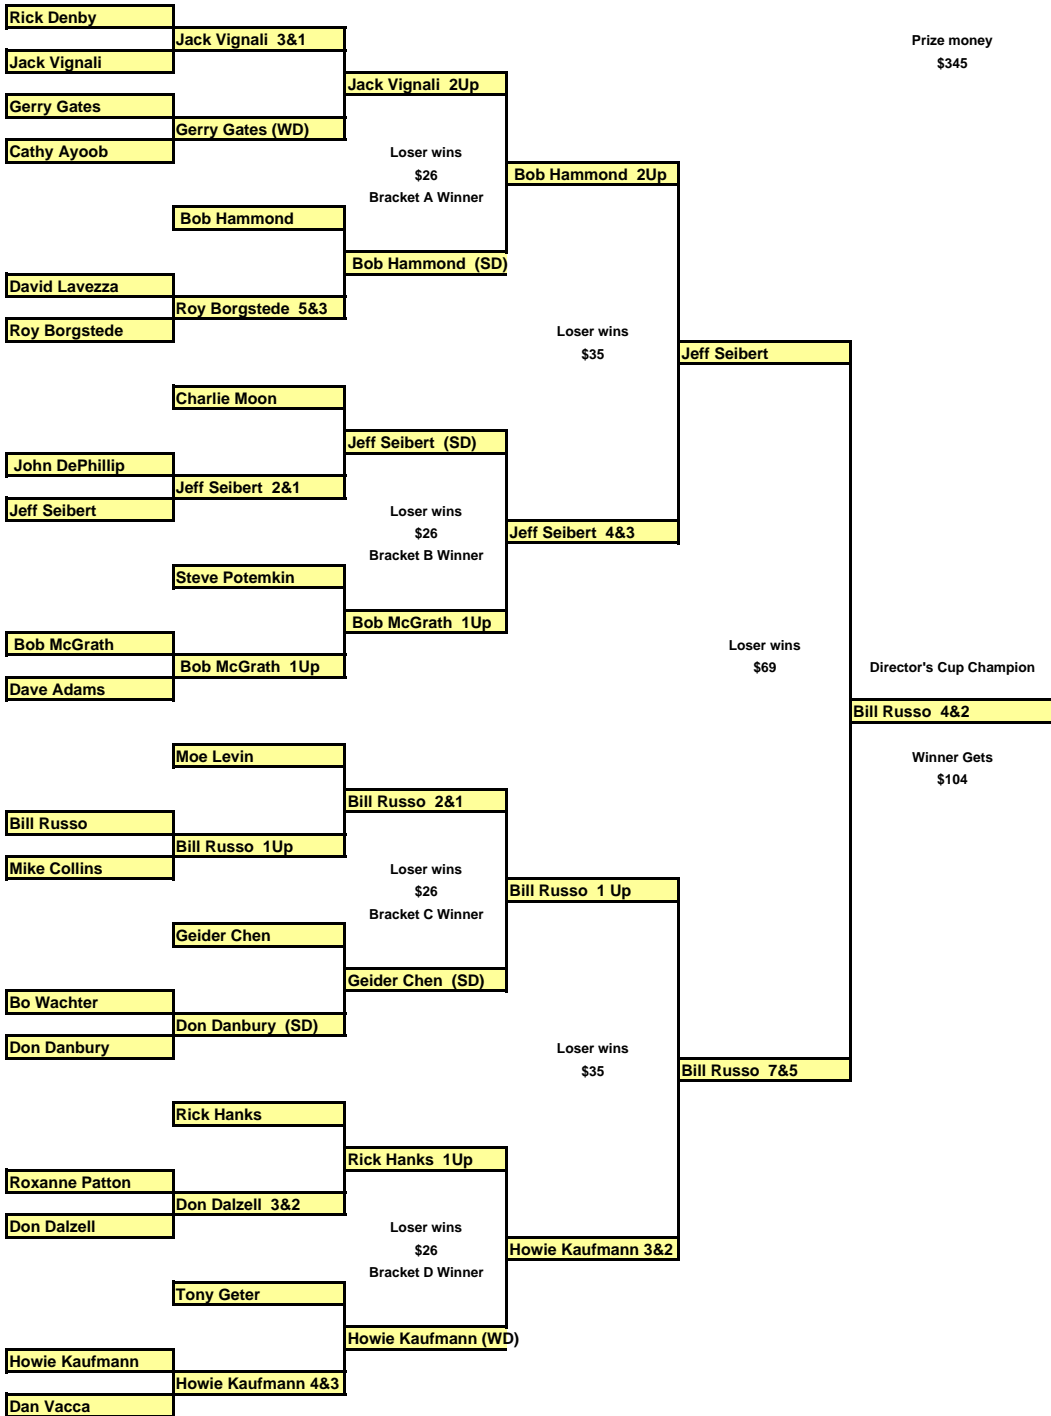 Rick Denby
Jack Vignali 3&1
Prize money
Jack Vignali
$345
Jack Vignali 2Up
Gerry Gates
Gerry Gates (WD)
Cathy Ayoob
Loser wins
$26
Bob Hammond 2Up
Bracket A Winner
Bob Hammond
Bob Hammond (SD)
David Lavezza
Roy Borgstede 5&3
Roy Borgstede
Loser wins
$35
Jeff Seibert
Charlie Moon
Jeff Seibert (SD)
John DePhillip
Jeff Seibert 2&1
Jeff Seibert
Loser wins
$26
Jeff Seibert 4&3
Bracket B Winner
Steve Potemkin
Bob McGrath 1Up
Bob McGrath
Loser wins
Bob McGrath 1Up
$69
Director's Cup Champion
Dave Adams
Bill Russo 4&2
Moe Levin
Winner Gets
$104
Bill Russo 2&1
Bill Russo
Bill Russo 1Up
Mike Collins
Loser wins
$26
Bill Russo 1 Up
Bracket C Winner
Geider Chen
Geider Chen (SD)
Bo Wachter
Don Danbury (SD)
Don Danbury
Loser wins
$35
Bill Russo 7&5
Rick Hanks
Rick Hanks 1Up
Roxanne Patton
Don Dalzell 3&2
Don Dalzell
Loser wins
$26
Howie Kaufmann 3&2
Bracket D Winner
Tony Geter
Howie Kaufmann (WD)
Howie Kaufmann
Howie Kaufmann 4&3
Dan Vacca